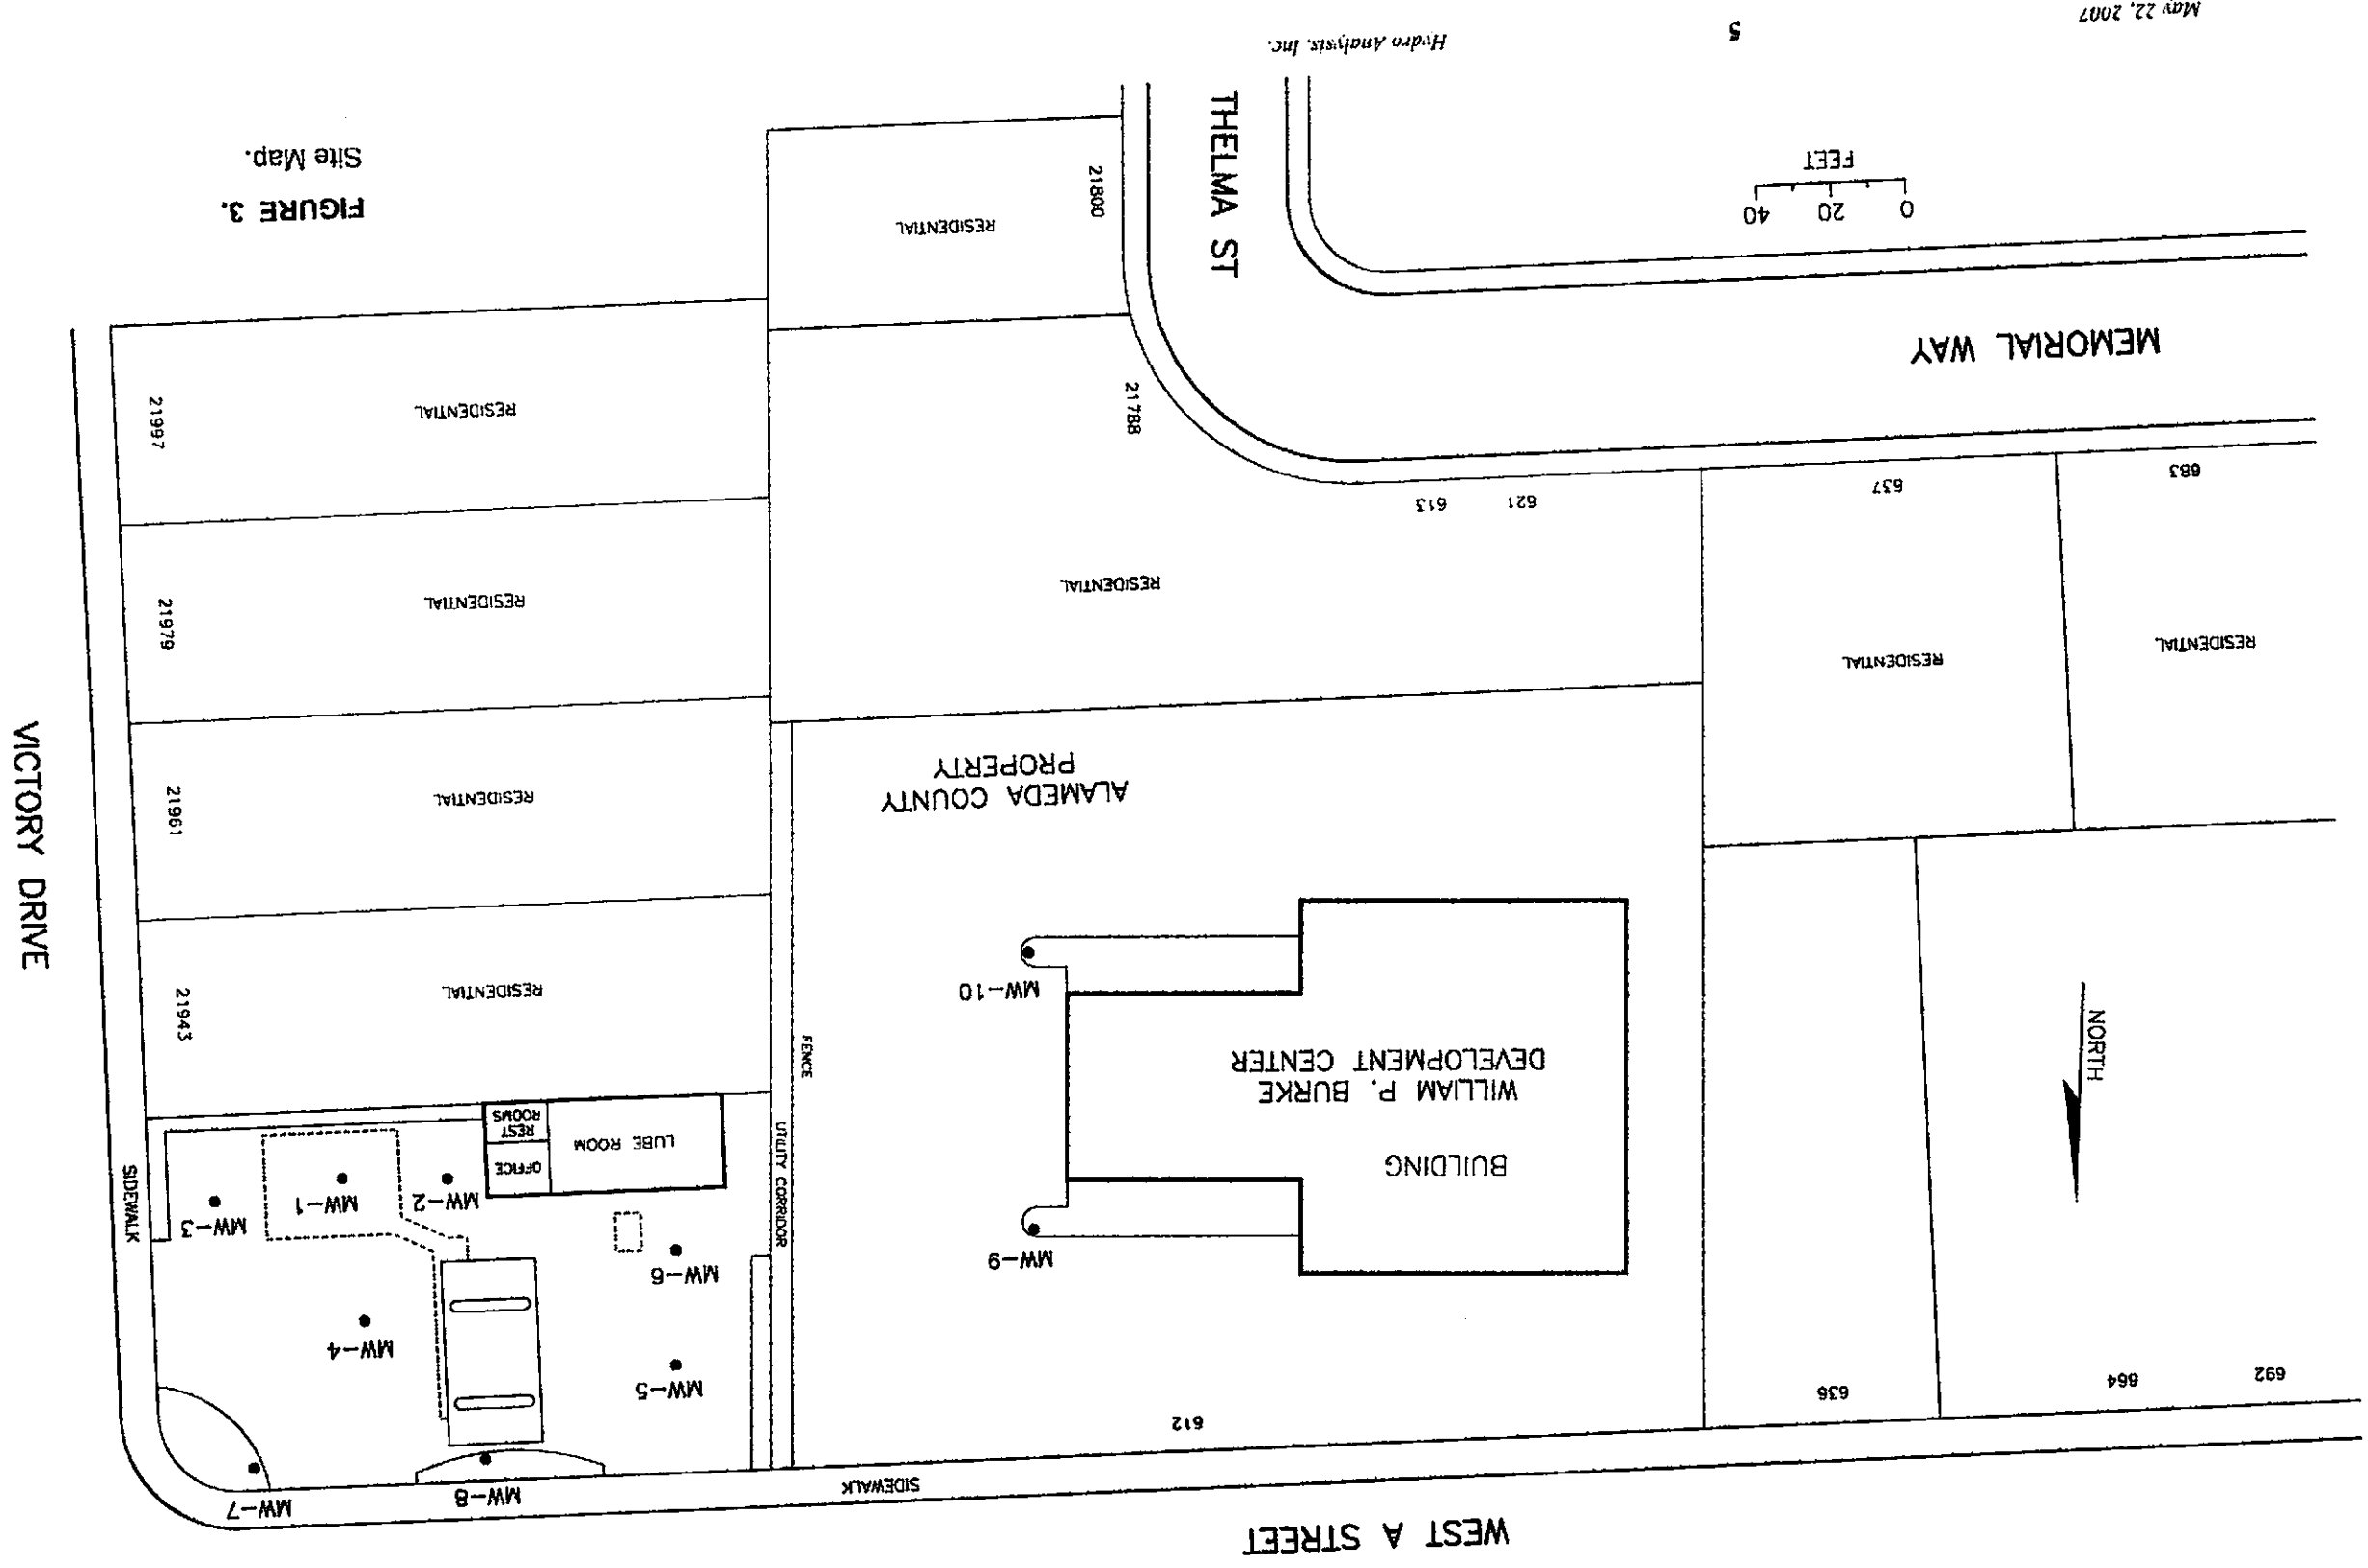 WEST A STREET
SIDEWALK
MW-7
MW-8
692
664
636
612
MW-5
MW-4
MW-9
MW-6
MW-3
MW-1
MW-2
SIDEWALK
UTILITY CORRIDOR
FENCE
OFFICE
REST
ROOMS
LUBE ROOM
BUILDING
WILLIAM P. BURKE
DEVELOPMENT CENTER
NORTH
MW-10
RESIDENTIAL
21943
VICTORY DRIVE
ALAMEDA COUNTY
PROPERTY
RESIDENTIAL
21961
RESIDENTIAL
RESIDENTIAL
RESIDENTIAL
RESIDENTIAL
21979
683
637
621
613
21788
RESIDENTIAL
21997
MEMORIAL WAY
THELMA ST
RESIDENTIAL
21800
0 20 40
FEET
FIGURE 3.
Site Map.
May 22, 2007
5
Hydro Analysis, Inc.